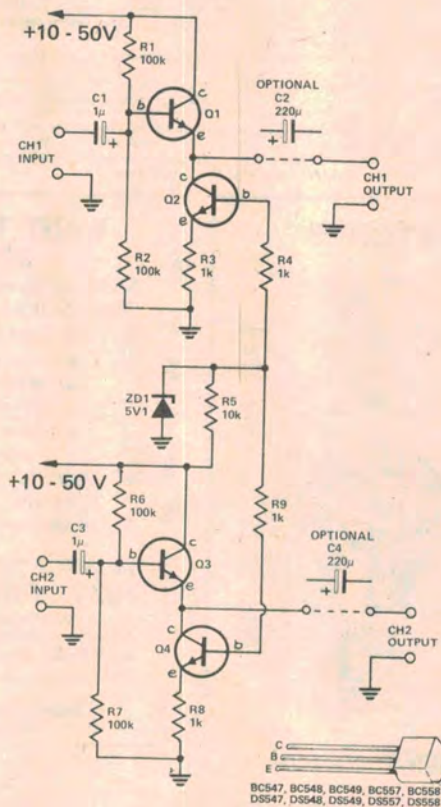 +10 - 50V
R1
100k
C1
1µ
+
CH1
INPUT
b
c
e
Q1
OPTIONAL
C2
220µ
+
CH1
OUTPUT
c
Q2
b
e
R2
100k
R3
1k
R4
1k
ZD1
5V1
R5
10k
+10 - 50 V
R6
100k
R9
1k
C3
1µ
+
CH2
INPUT
b
c
e
Q3
OPTIONAL
C4
220µ
+
CH2
OUTPUT
c
Q4
b
e
R7
100k
R8
1k
C
B
E
BC547, BC548, BC549, BC557, BC558
DS547, DS548, DS549, DS557,